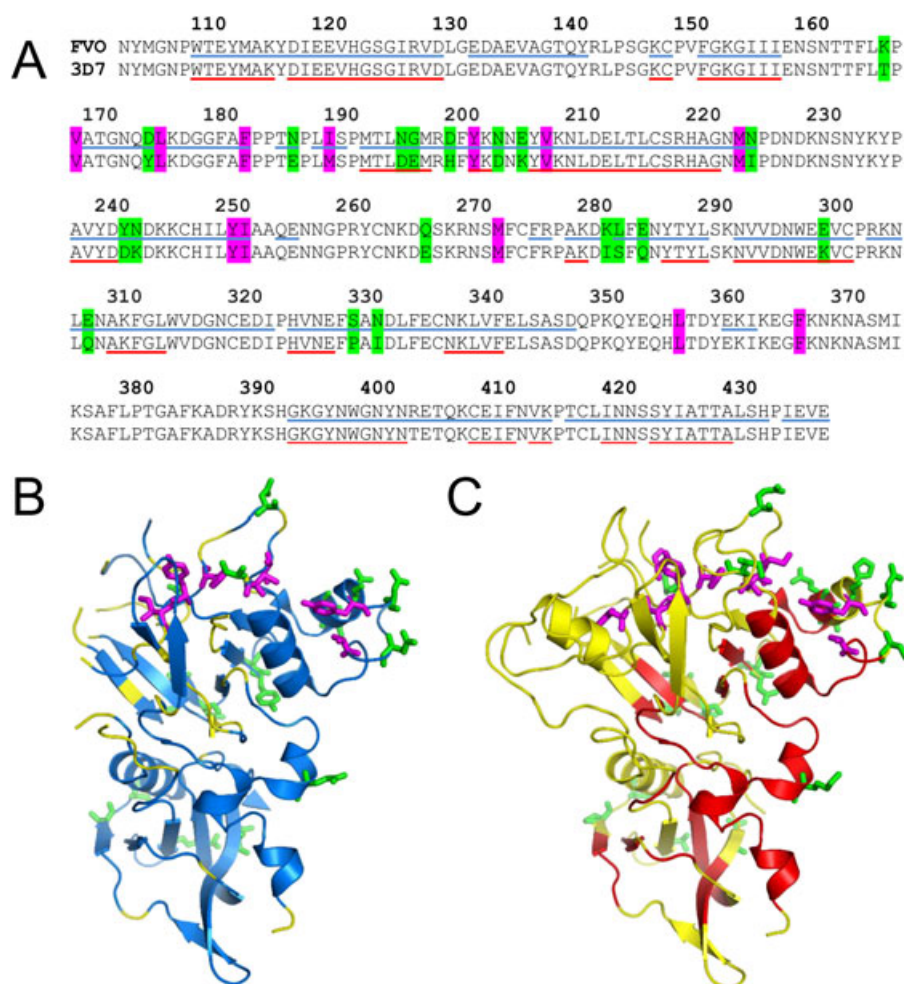 A
110 120 130 140 150 160
FVO NYMGNPWTEYMAKYDIEEVHGSGIRVDLGEDAEVAGTQYRLPSGKCPVFGKGIIIENSNTTFLKP
3D7 NYMGNPWTEYMAKYDIEEVHGSGIRVDLGEDAEVAGTQYRLPSGKCPVFGKGIIIENSNTTFLTP
170 180 190 200 210 220 230
VATGNQDLKDGGFAFPPTNPLISPMTLNGMRDFYKNNEYVKNLDELTLCSRHAGNMNPDNDKNSNYKYP
VATGNQYLKDGGFAFPPTEPLMSPMTLDEMRHFYKDNKYVKNLDELTLCSRHAGNMIPDNDKNSNYKYP
240 250 260 272 280 290 300
AVYDYNDKKCHILYIAAQENNGPRYCNKDQSKRNSMFCFRPAKDKLFENYTYLSKNVVDNWEEVCPRKN
AVYDDKDKKCHILYIAAQENNGPRYCNKDESKRNSMFCFRPAKDISFQNYTYLSKNVVDNWEKVCPRKN
310 320 330 340 350 360 370
LENAKFGLWVDGNCEDIPHVNEFSANDLFECNKLVFELSASDQPKQYEQHLTDYEKIKEGFKNKNASMI
LQNAKFGLWVDGNCEDIPHVNEFPAIDLFECNKLVFELSASDQPKQYEQHLTDYEKIKEGFKNKNASMI
380 390 400 410 420 430
KSAFLPTGAFKADRYKSHGKGYNWGNYNRETQKCEIFNVKPTCLINNSSYIATTALSHPIEVE
KSAFLPTGAFKADRYKSHGKGYNWGNYNTETQKCEIFNVKPTCLINNSSYIATTALSHPIEVE
B C